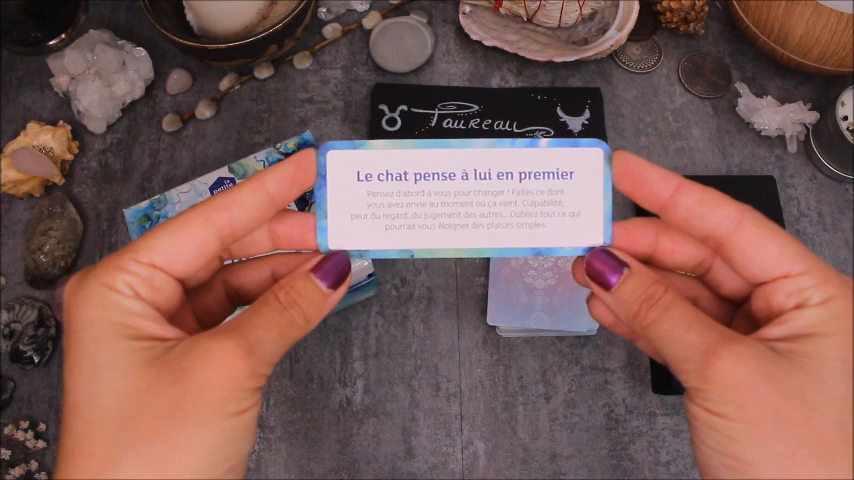 Taureau
la
petite
Le chat pense à lui en premier
Pensez d'abord à vous pour changer ! Faites ce dont
vous avez envie au moment où ça vient. Culpabilité,
peur du regard, du jugement des autres... Oubliez tout ce qui
pourrait vous éloigner des plaisirs simples.